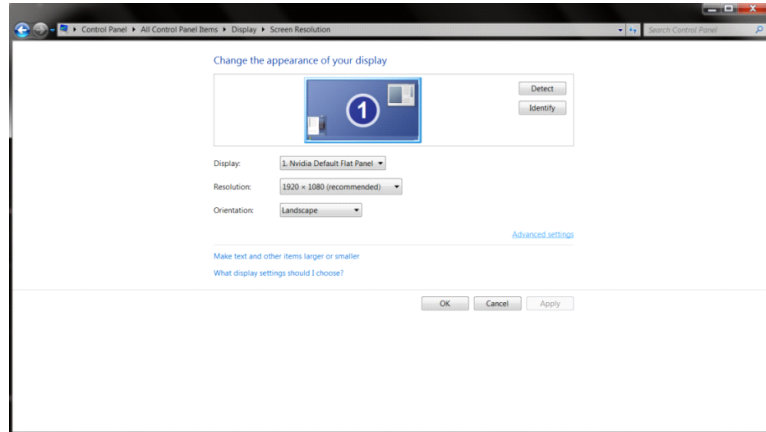 Control Panel ▸ All Control Panel Items ▸ Display ▸ Screen Resolution
Search Control Panel
Change the appearance of your display
1
Detect
Identify
Display: 1. Nvidia Default Flat Panel
Resolution: 1920 × 1080 (recommended)
Orientation: Landscape
Advanced settings
Make text and other items larger or smaller
What display settings should I choose?
OK Cancel Apply